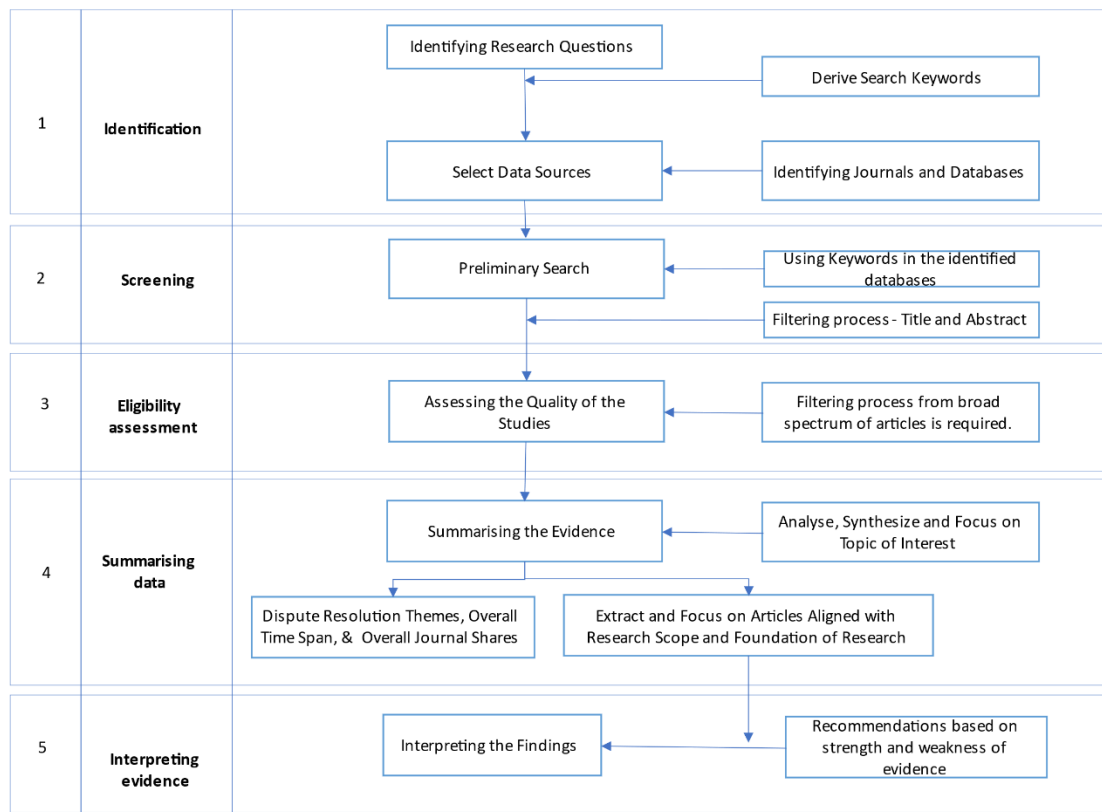 1
Identification
Identifying Research Questions
Derive Search Keywords
Select Data Sources
Identifying Journals and Databases
2
Screening
Preliminary Search
Using Keywords in the identified
databases
Filtering process - Title and Abstract
3
Eligibility
assessment
Assessing the Quality of the
Studies
Filtering process from broad
spectrum of articles is required.
4
Summarising
data
Summarising the Evidence
Analyse, Synthesize and Focus on
Topic of Interest
Dispute Resolution Themes, Overall
Time Span, & Overall Journal Shares
Extract and Focus on Articles Aligned with
Research Scope and Foundation of Research
5
Interpreting
evidence
Interpreting the Findings
Recommendations based on
strength and weakness of
evidence